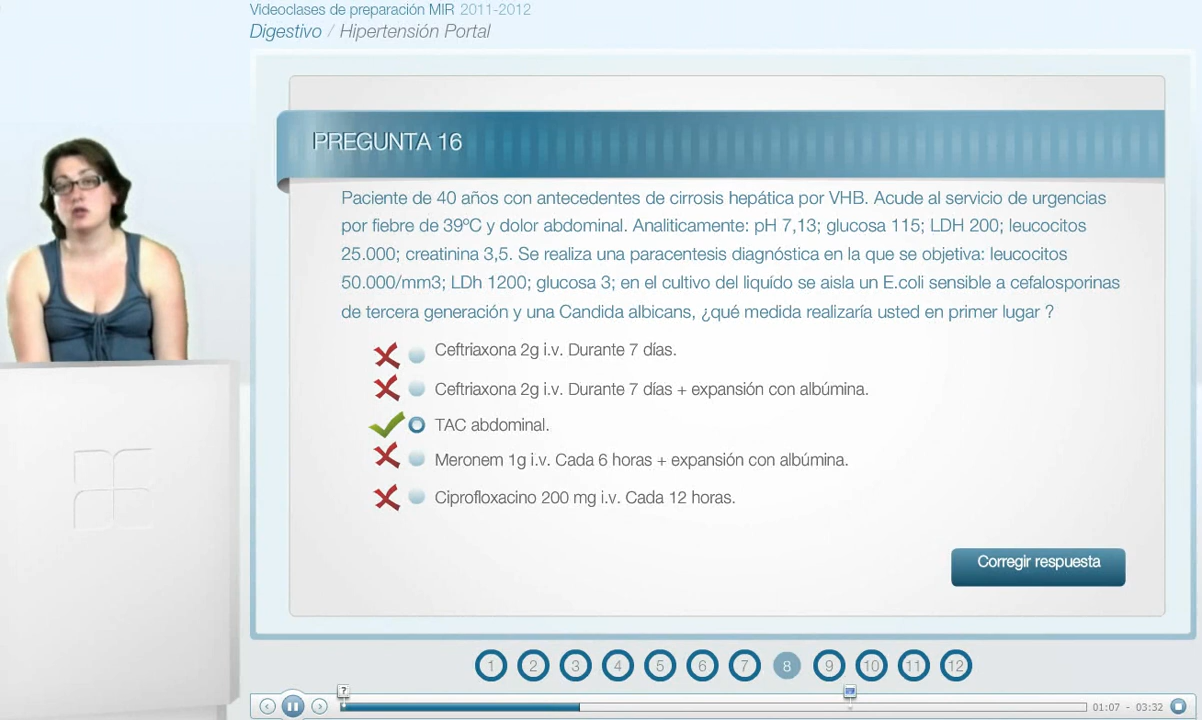 Videoclases de preparación MIR 2011-2012
Digestivo / Hipertensión Portal
PREGUNTA 16
Paciente de 40 años con antecedentes de cirrosis hepática por VHB. Acude al servicio de urgencias
por fiebre de 39ºC y dolor abdominal. Analiticamente: pH 7,13; glucosa 115; LDH 200; leucocitos
25.000; creatinina 3,5. Se realiza una paracentesis diagnóstica en la que se objetiva: leucocitos
50.000/mm3; LDh 1200; glucosa 3; en el cultivo del liquído se aisla un E.coli sensible a cefalosporinas
de tercera generación y una Candida albicans, ¿qué medida realizaría usted en primer lugar ?
Ceftriaxona 2g i.v. Durante 7 días.
Ceftriaxona 2g i.v. Durante 7 días + expansión con albúmina.
TAC abdominal.
Meronem 1g i.v. Cada 6 horas + expansión con albúmina.
Ciprofloxacino 200 mg i.v. Cada 12 horas.
Corregir respuesta
1 2 3 4 5 6 7 8 9 10 11 12
?
01:07 - 03:32